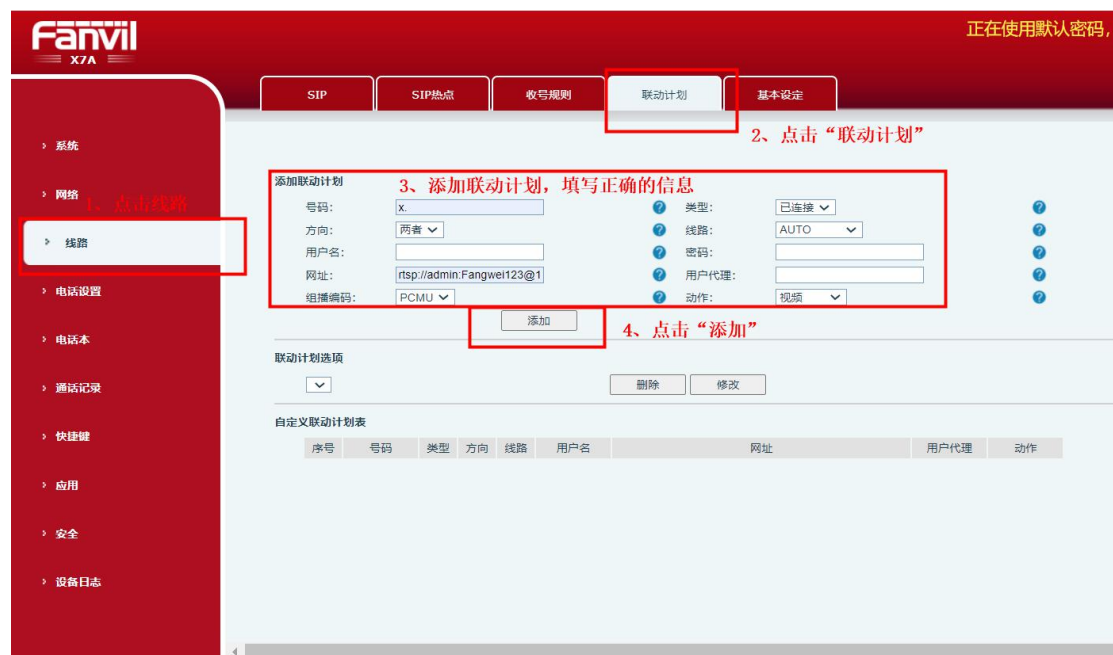 Fanvil
X7A
正在使用默认密码，
SIP
SIP热点
收号规则
联动计划
基本设定
2、点击“联动计划”
系统
网络
1、点击线路
线路
电话设置
电话本
通话记录
快捷键
应用
安全
设备日志
添加联动计划
3、添加联动计划，填写正确的信息
号码: x. 类型: 已连接
方向: 两者 线路: AUTO
用户名: 密码:
网址: rtsp://admin:Fangwei123@1 用户代理:
组播编码: PCMU 动作: 视频
添加
4、点击“添加”
联动计划选项
删除 修改
自定义联动计划表
序号 号码 类型 方向 线路 用户名 网址 用户代理 动作